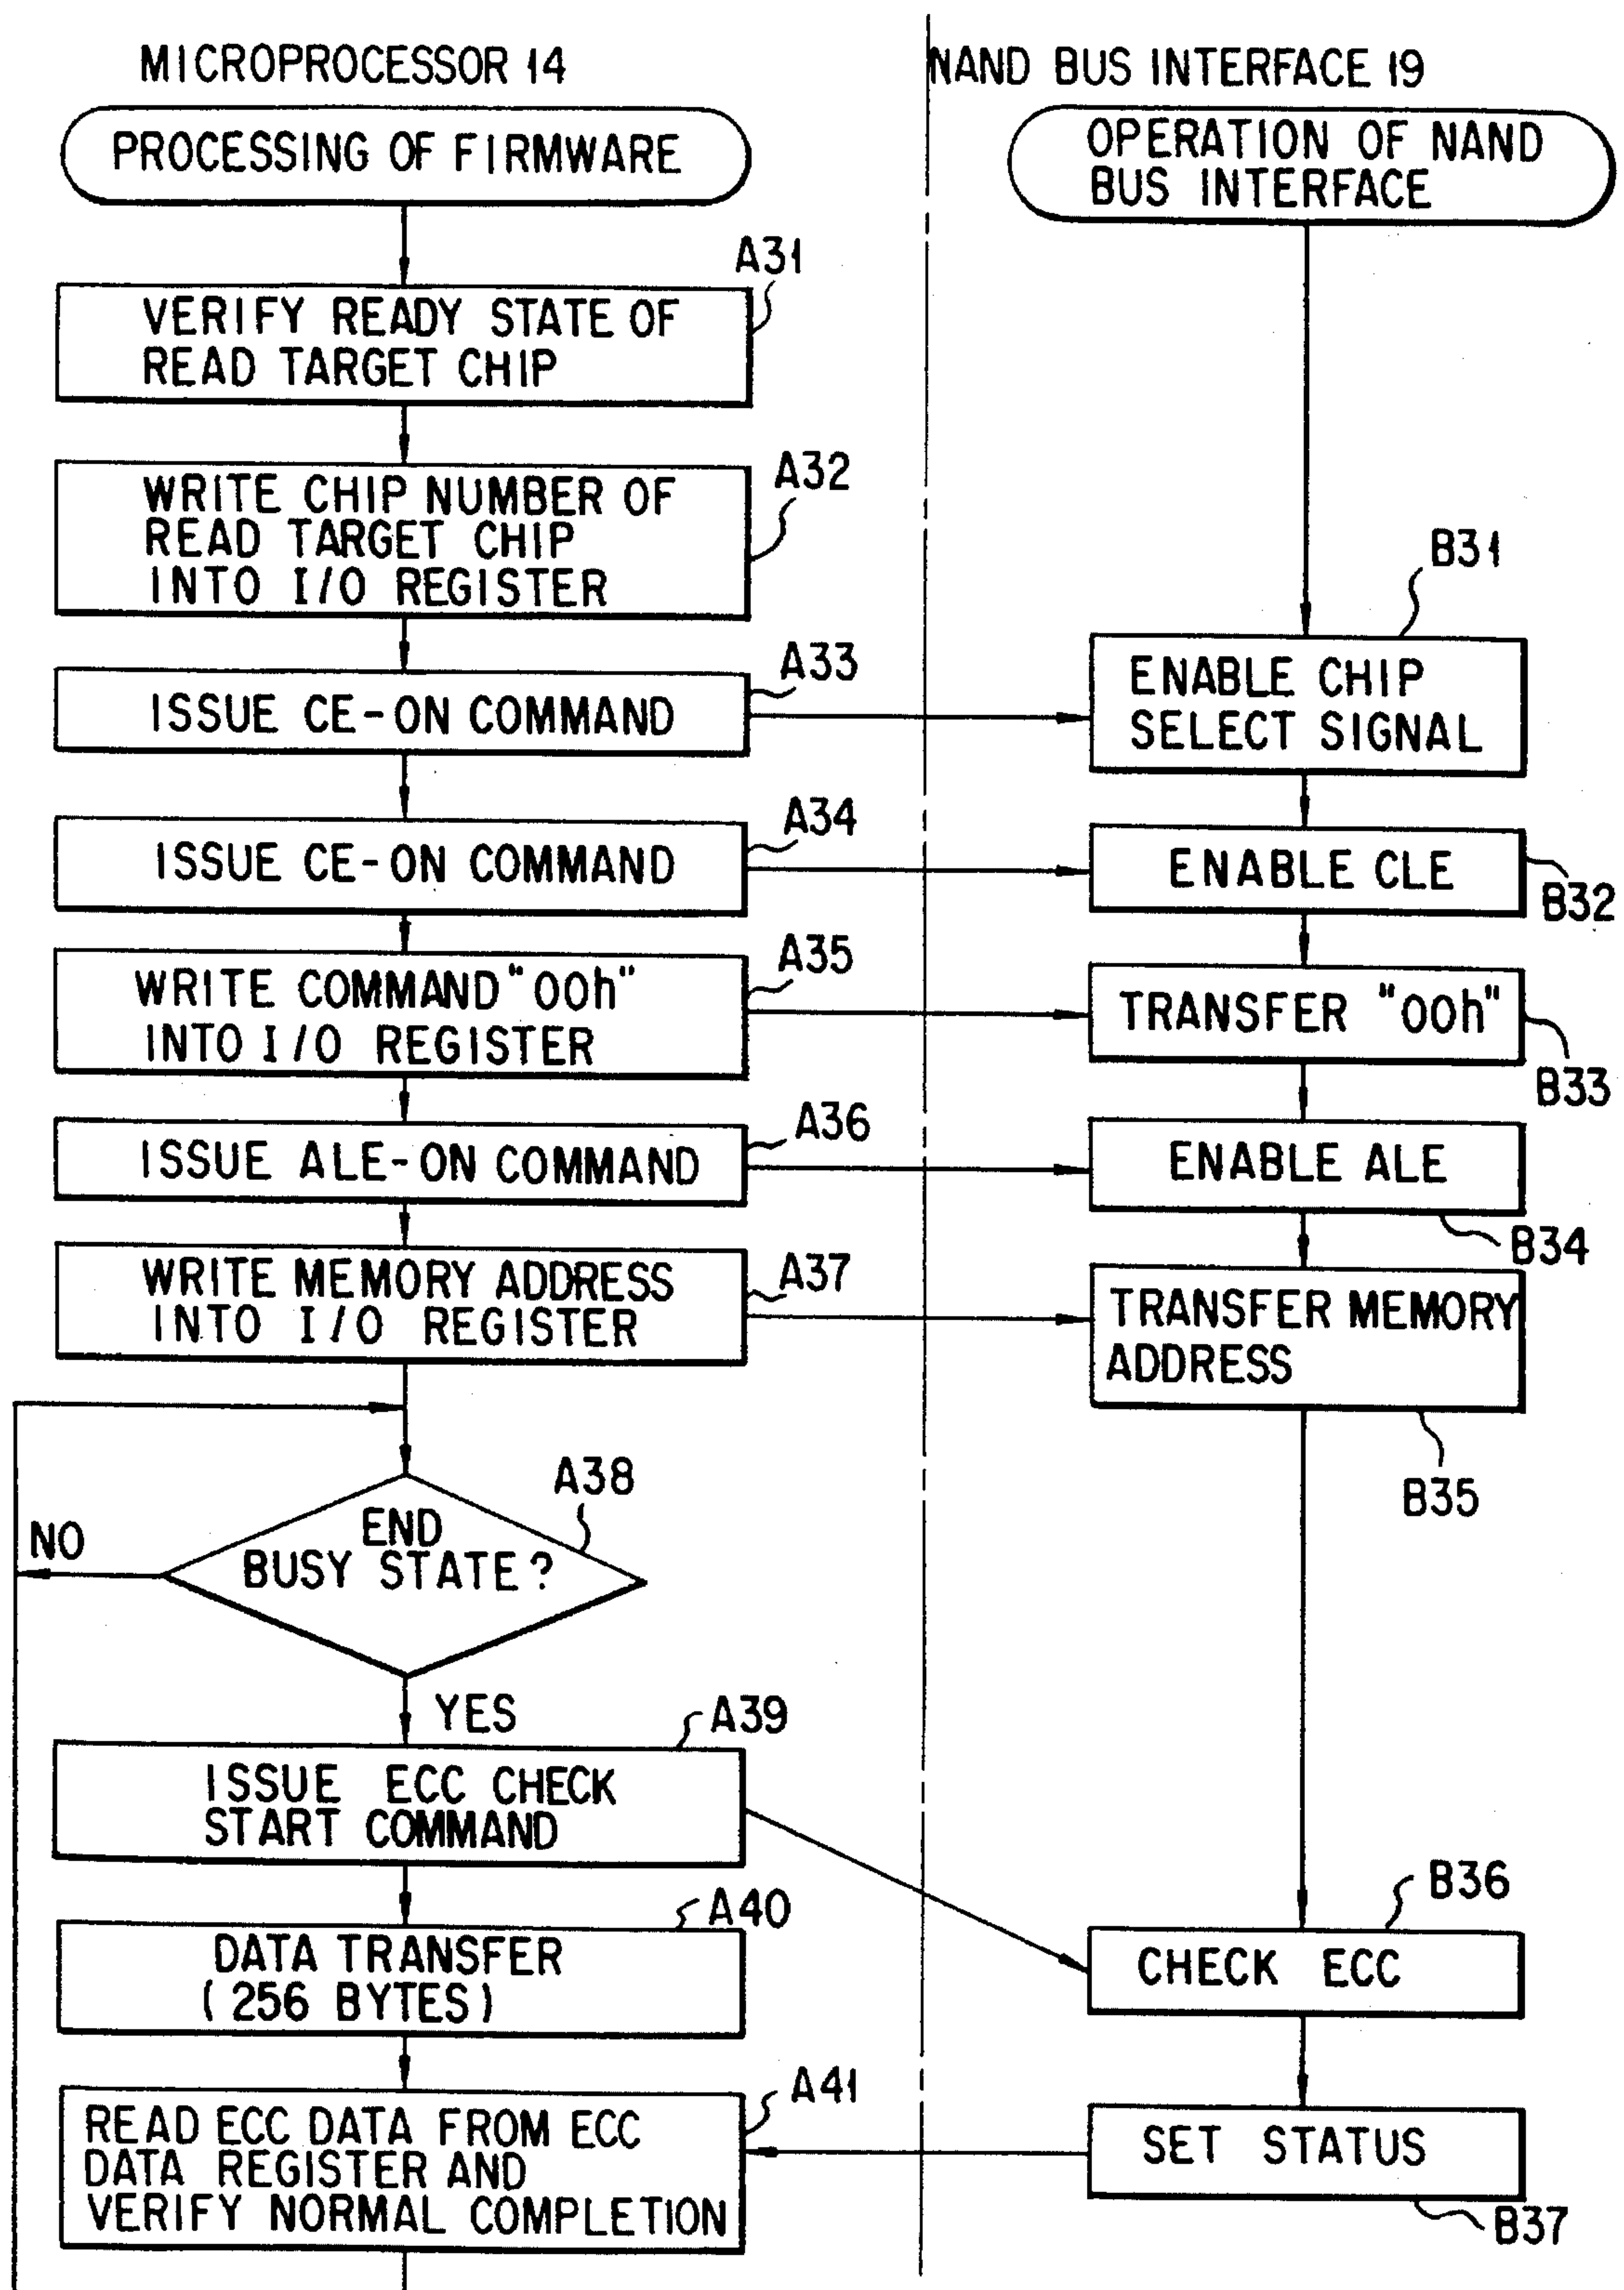 MICROPROCESSOR 14
PROCESSING OF FIRMWARE
A31
VERIFY READY STATE OF
READ TARGET CHIP
A32
WRITE CHIP NUMBER OF
READ TARGET CHIP
INTO I/O REGISTER
A33
ISSUE CE-ON COMMAND
A34
ISSUE CE-ON COMMAND
A35
WRITE COMMAND "00h"
INTO I/O REGISTER
A36
ISSUE ALE-ON COMMAND
A37
WRITE MEMORY ADDRESS
INTO I/O REGISTER
A38
END
BUSY STATE?
NO
YES
A39
ISSUE ECC CHECK
START COMMAND
A40
DATA TRANSFER
(256 BYTES)
A41
READ ECC DATA FROM ECC
DATA REGISTER AND
VERIFY NORMAL COMPLETION
NAND BUS INTERFACE 19
OPERATION OF NAND
BUS INTERFACE
B31
ENABLE CHIP
SELECT SIGNAL
ENABLE CLE
B32
TRANSFER "00h"
B33
ENABLE ALE
B34
TRANSFER MEMORY
ADDRESS
B35
B36
CHECK ECC
SET STATUS
B37